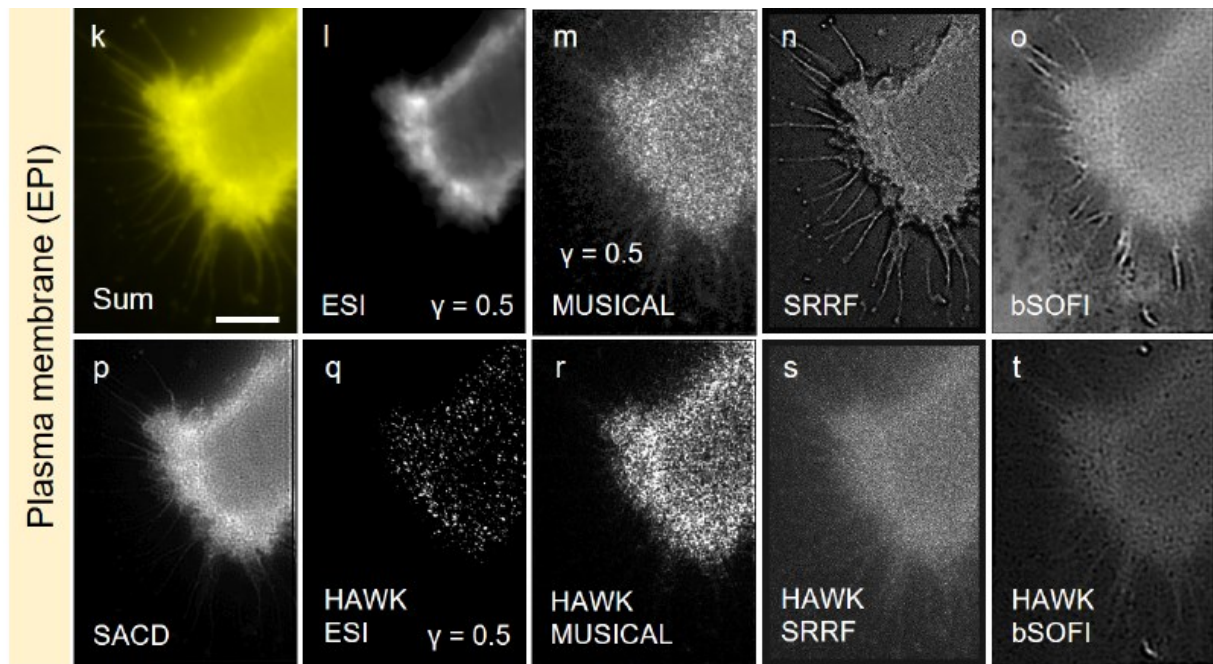 Plasma membrane (EPI)
k
Sum
l
ESI γ = 0.5
m
γ = 0.5
MUSICAL
n
SRRF
o
bSOFI
p
SACD
q
HAWK
ESI γ = 0.5
r
HAWK
MUSICAL
s
HAWK
SRRF
t
HAWK
bSOFI